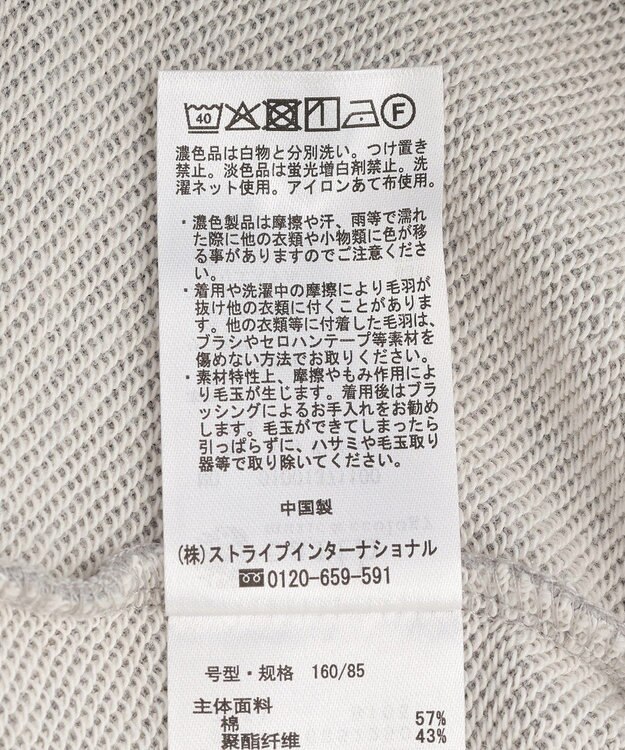 40 F
濃色品は白物と分別洗い。つけ置き
禁止。淡色品は蛍光増白剤禁止。洗
濯ネット使用。アイロンあて布使用。
・濃色製品は摩擦や汗、雨等で濡れ
た際に他の衣類や小物類に色が移
る事がありますのでご注意くださ
い。
・着用や洗濯中の摩擦により毛羽が
抜け他の衣類に付くことがありま
す。他の衣類等に付着した毛羽は、
ブラシやセロハンテープ等素材を
傷めない方法でお取りください。
・素材特性上、摩擦やもみ作用によ
り毛玉が生じます。着用後はブラ
ッシングによるお手入れをお勧め
します。毛玉ができてしまったら
引っぱらずに、ハサミや毛玉取り
器等で取り除いてください。
中国製
(株)ストライプインターナショナル
0120-659-591
号型・规格 160/85
主体面料
棉 57%
聚酯纤维 43%